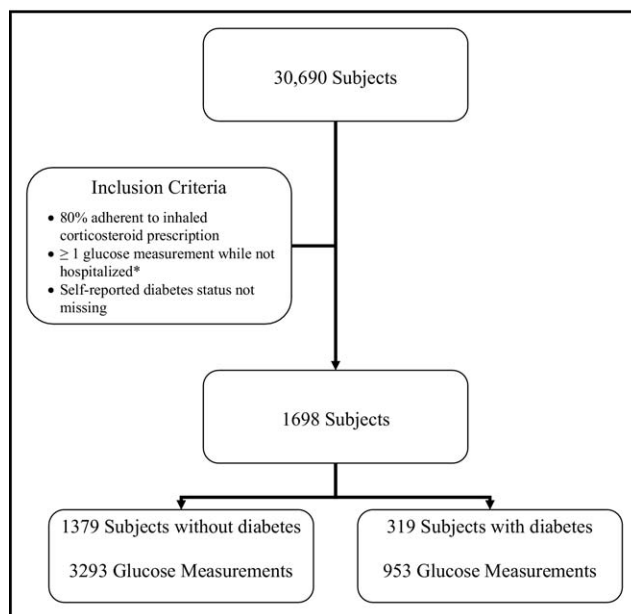 30,690 Subjects
Inclusion Criteria
• 80% adherent to inhaled
corticosteroid prescription
• ≥ 1 glucose measurement while not
hospitalized*
• Self-reported diabetes status not
missing
1698 Subjects
1379 Subjects without diabetes
3293 Glucose Measurements
319 Subjects with diabetes
953 Glucose Measurements